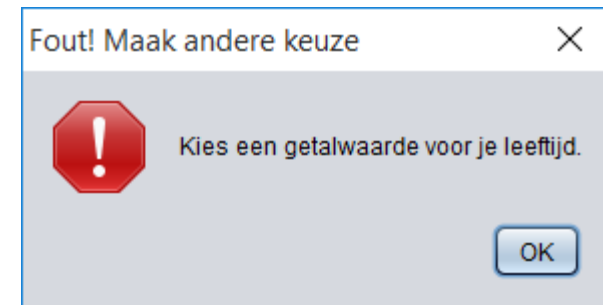 Fout! Maak andere keuze
Kies een getalwaarde voor je leeftijd.
OK